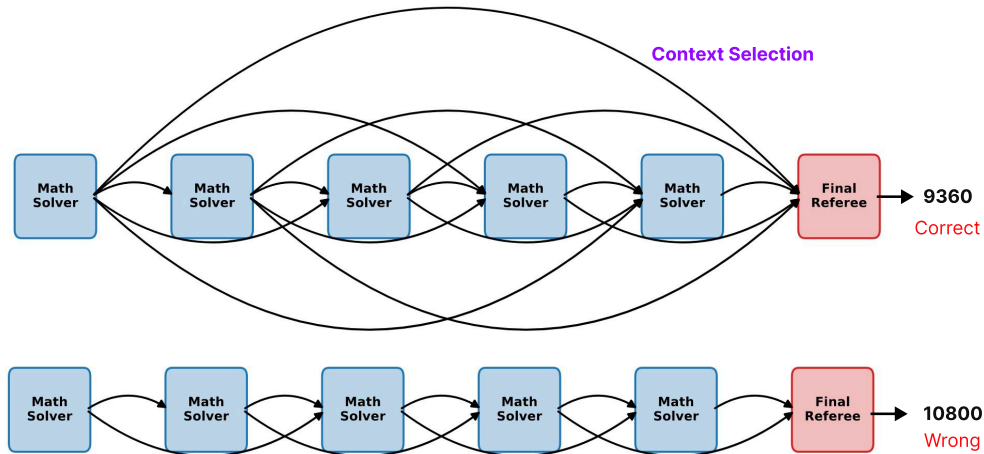 Context Selection
Math
Solver
Math
Solver
Math
Solver
Math
Solver
Math
Solver
Final
Referee
9360
Correct
Math
Solver
Math
Solver
Math
Solver
Math
Solver
Math
Solver
Final
Referee
10800
Wrong